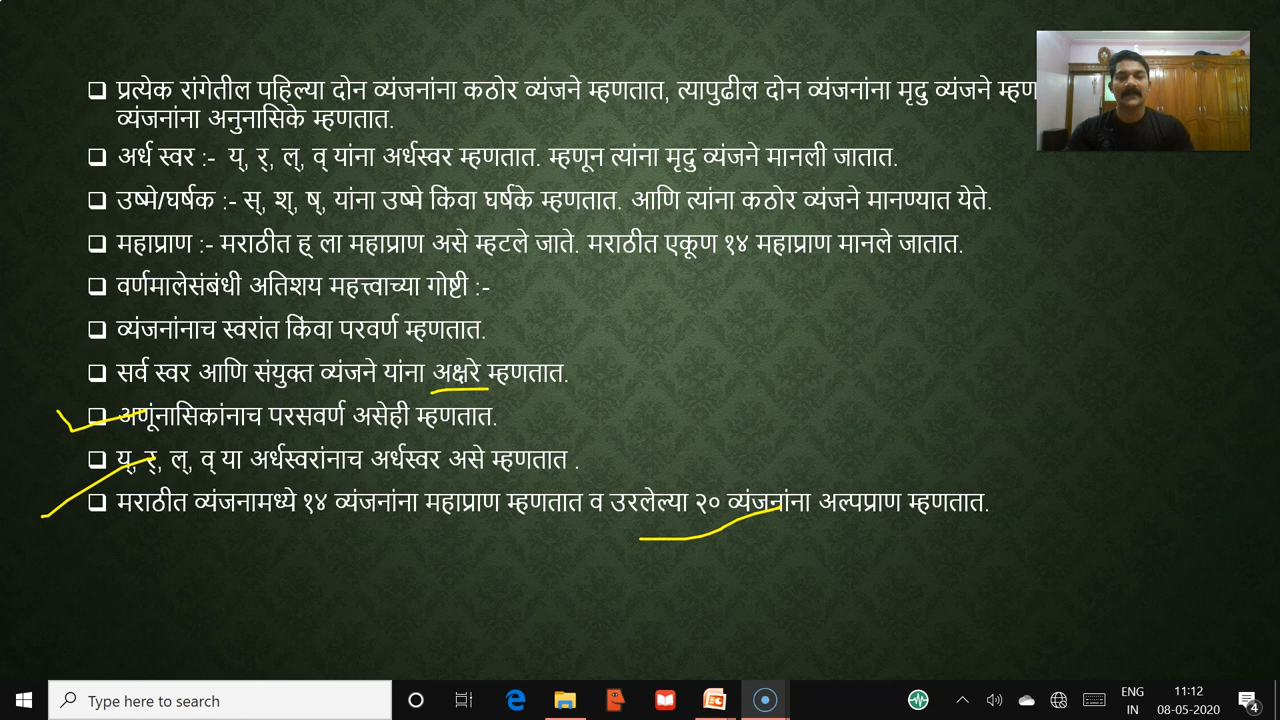 प्रत्येक रांगेतील पहिल्या दोन व्यंजनांना कठोर व्यंजने म्हणतात, त्यापुढील दोन व्यंजनांना मृदु व्यंजने म्हण
व्यंजनांना अनुनासिके म्हणतात.
अर्ध स्वर :- य्, र्, ल्, व् यांना अर्धस्वर म्हणतात. म्हणून त्यांना मृदु व्यंजने मानली जातात.
उष्मे/घर्षक :- स्, श्, ष्, यांना उष्मे किंवा घर्षके म्हणतात. आणि त्यांना कठोर व्यंजने मानण्यात येते.
महाप्राण :- मराठीत ह् ला महाप्राण असे म्हटले जाते. मराठीत एकूण १४ महाप्राण मानले जातात.
वर्णमालेसंबंधी अतिशय महत्त्वाच्या गोष्टी :-
व्यंजनांनाच स्वरांत किंवा परवर्ण म्हणतात.
सर्व स्वर आणि संयुक्त व्यंजने यांना अक्षरे म्हणतात.
अणूंनासिकांनाच परसवर्ण असेही म्हणतात.
य्, र्, ल्, व् या अर्धस्वरांनाच अर्धस्वर असे म्हणतात .
मराठीत व्यंजनामध्ये १४ व्यंजनांना महाप्राण म्हणतात व उरलेल्या २० व्यंजनांना अल्पप्राण म्हणतात.
Type here to search
ENG
IN
11:12
08-05-2020
4